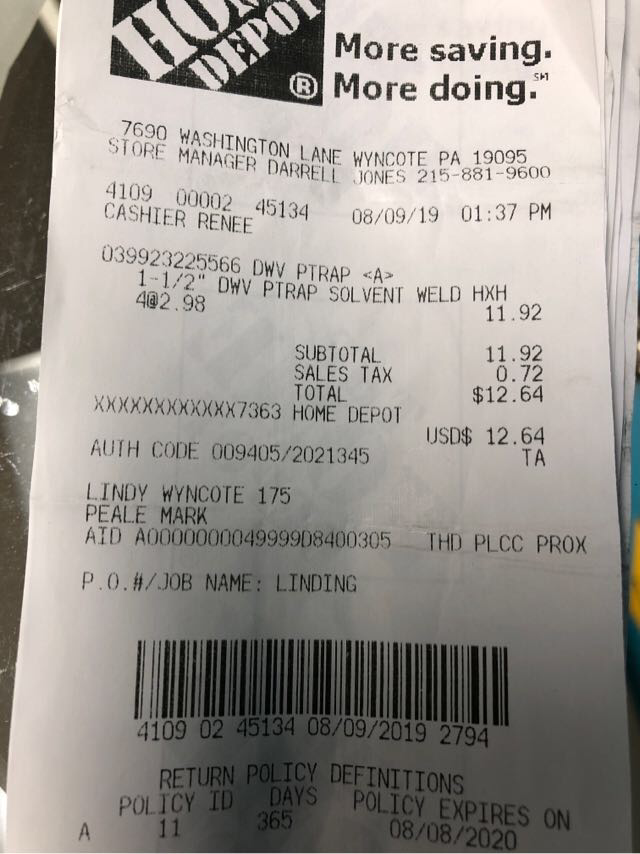 HOME
DEPOT
®
More saving.
More doing.℠
7690 WASHINGTON LANE WYNCOTE PA 19095
STORE MANAGER DARRELL JONES 215-881-9600
4109 00002 45134 08/09/19 01:37 PM
CASHIER RENEE
039923225566 DWV PTRAP <A>
1-1/2" DWV PTRAP SOLVENT WELD HXH
4@2.98 11.92
SUBTOTAL 11.92
SALES TAX 0.72
TOTAL $12.64
XXXXXXXXXXXX7363 HOME DEPOT
USD$ 12.64
AUTH CODE 009405/2021345 TA
LINDY WYNCOTE 175
PEALE MARK
AID A0000000049999D8400305 THD PLCC PROX
P.O.#/JOB NAME: LINDING
4109 02 45134 08/09/2019 2794
RETURN POLICY DEFINITIONS
POLICY ID DAYS POLICY EXPIRES ON
A 11 365 08/08/2020